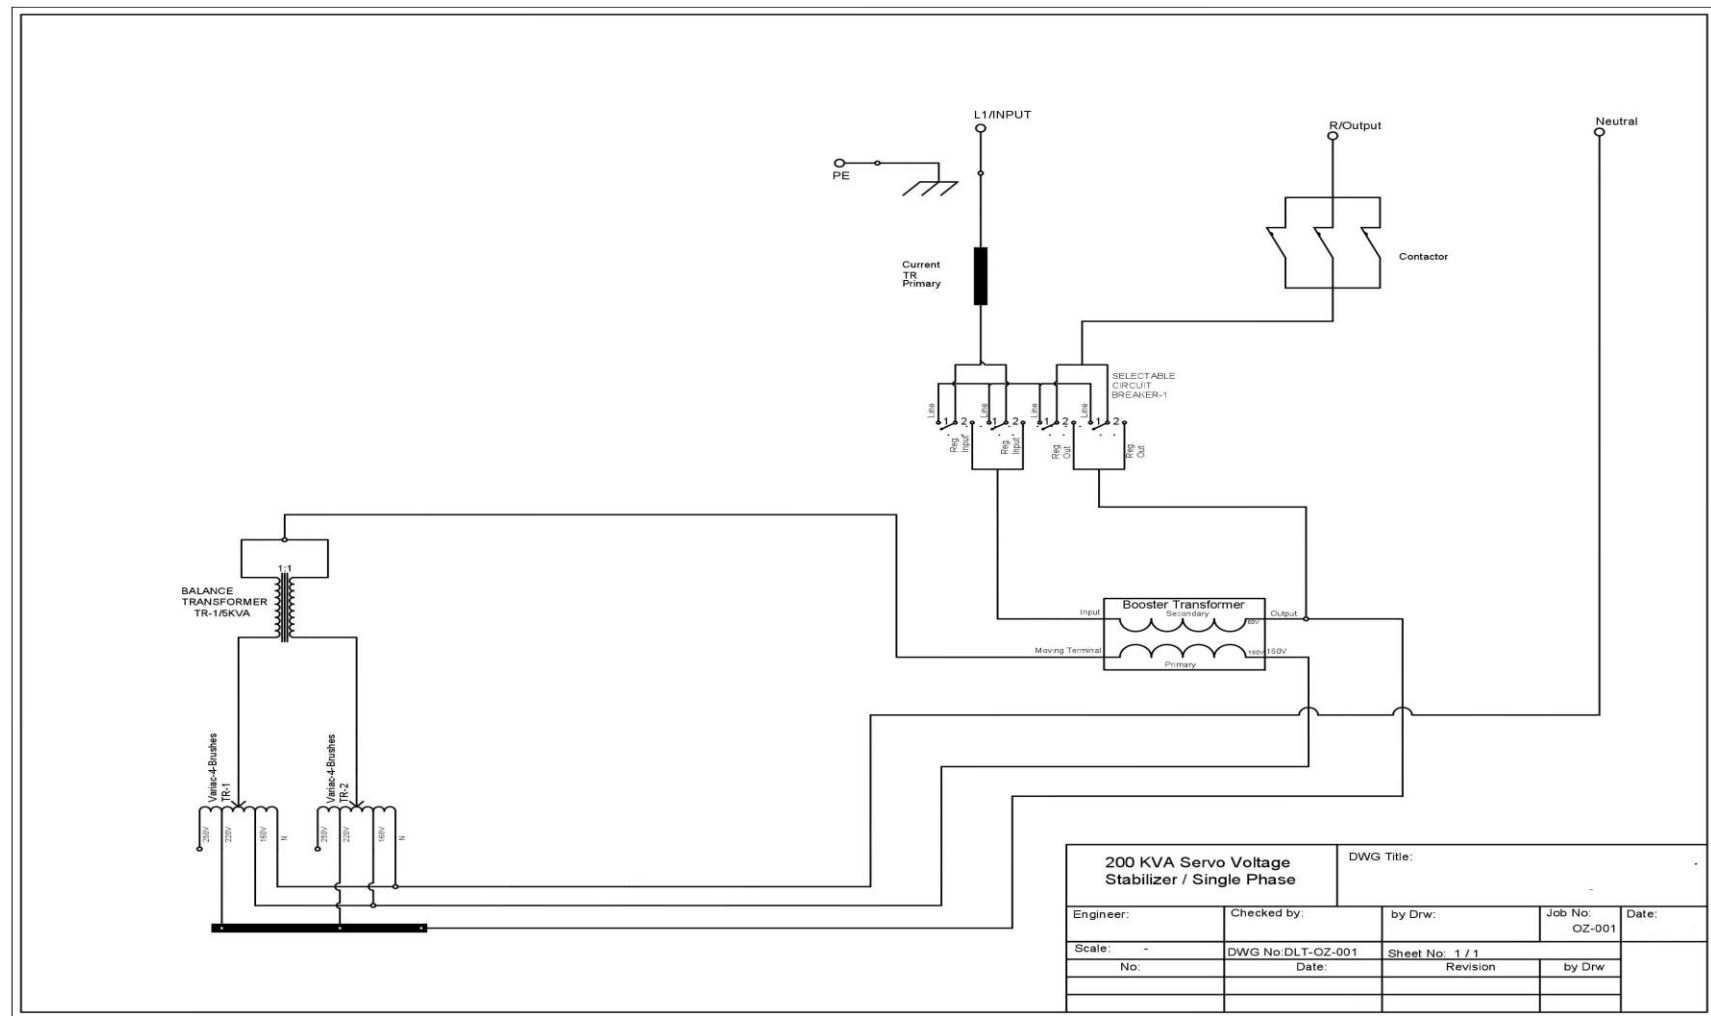 L1/INPUT
R/Output
Neutral
PE
Current
TR
Primary
Contactor
SELECTABLE
CIRCUIT
BREAKER-1
Line
Line
Line
Line
1 2
1 2
1 2
1 2
Reg
Input
Reg
Input
Reg
Out
Reg
Out
1:1
BALANCE
TRANSFORMER
TR-1/5KVA
Booster Transformer
Input
Secondary
Output
60V
Moving Terminal
160V
160V
Primary
Variac-4-Brushes
TR-1
Variac-4-Brushes
TR-2
250V
220V
160V
N
250V
220V
160V
N
200 KVA Servo Voltage
Stabilizer / Single Phase
DWG Title:
Engineer:
Checked by:
by Drw:
Job No:
OZ-001
Date:
Scale: -
DWG No:DLT-OZ-001
Sheet No: 1 / 1
No:
Date:
Revision
by Drw